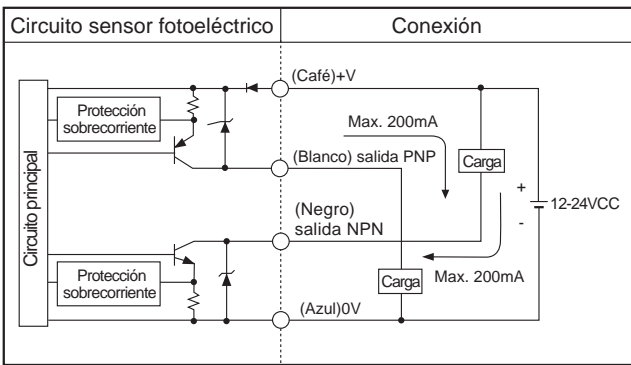 Circuito sensor fotoeléctrico
Conexión
(Café)+V
Protección
sobrecorriente
Max. 200mA
(Blanco) salida PNP
Carga
Circuito principal
+
12-24VCC
-
(Negro)
salida NPN
Protección
sobrecorriente
Carga
Max. 200mA
(Azul)0V